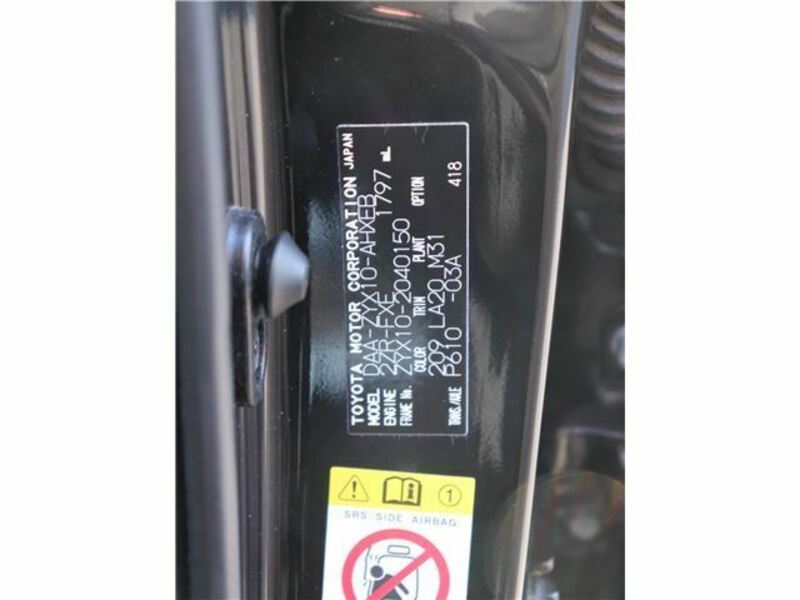 TOYOTA MOTOR CORPORATION JAPAN
MODEL DAA-ZYX10-AHXEB
ENGINE 2ZR-FXE 1797 mL
FRAME No. ZYX10-2040150
COLOR TRIM PLANT OPTION
209 LA20 M31
TRANS./AXLE P610 -03A 418
1
SRS SIDE AIRBAG